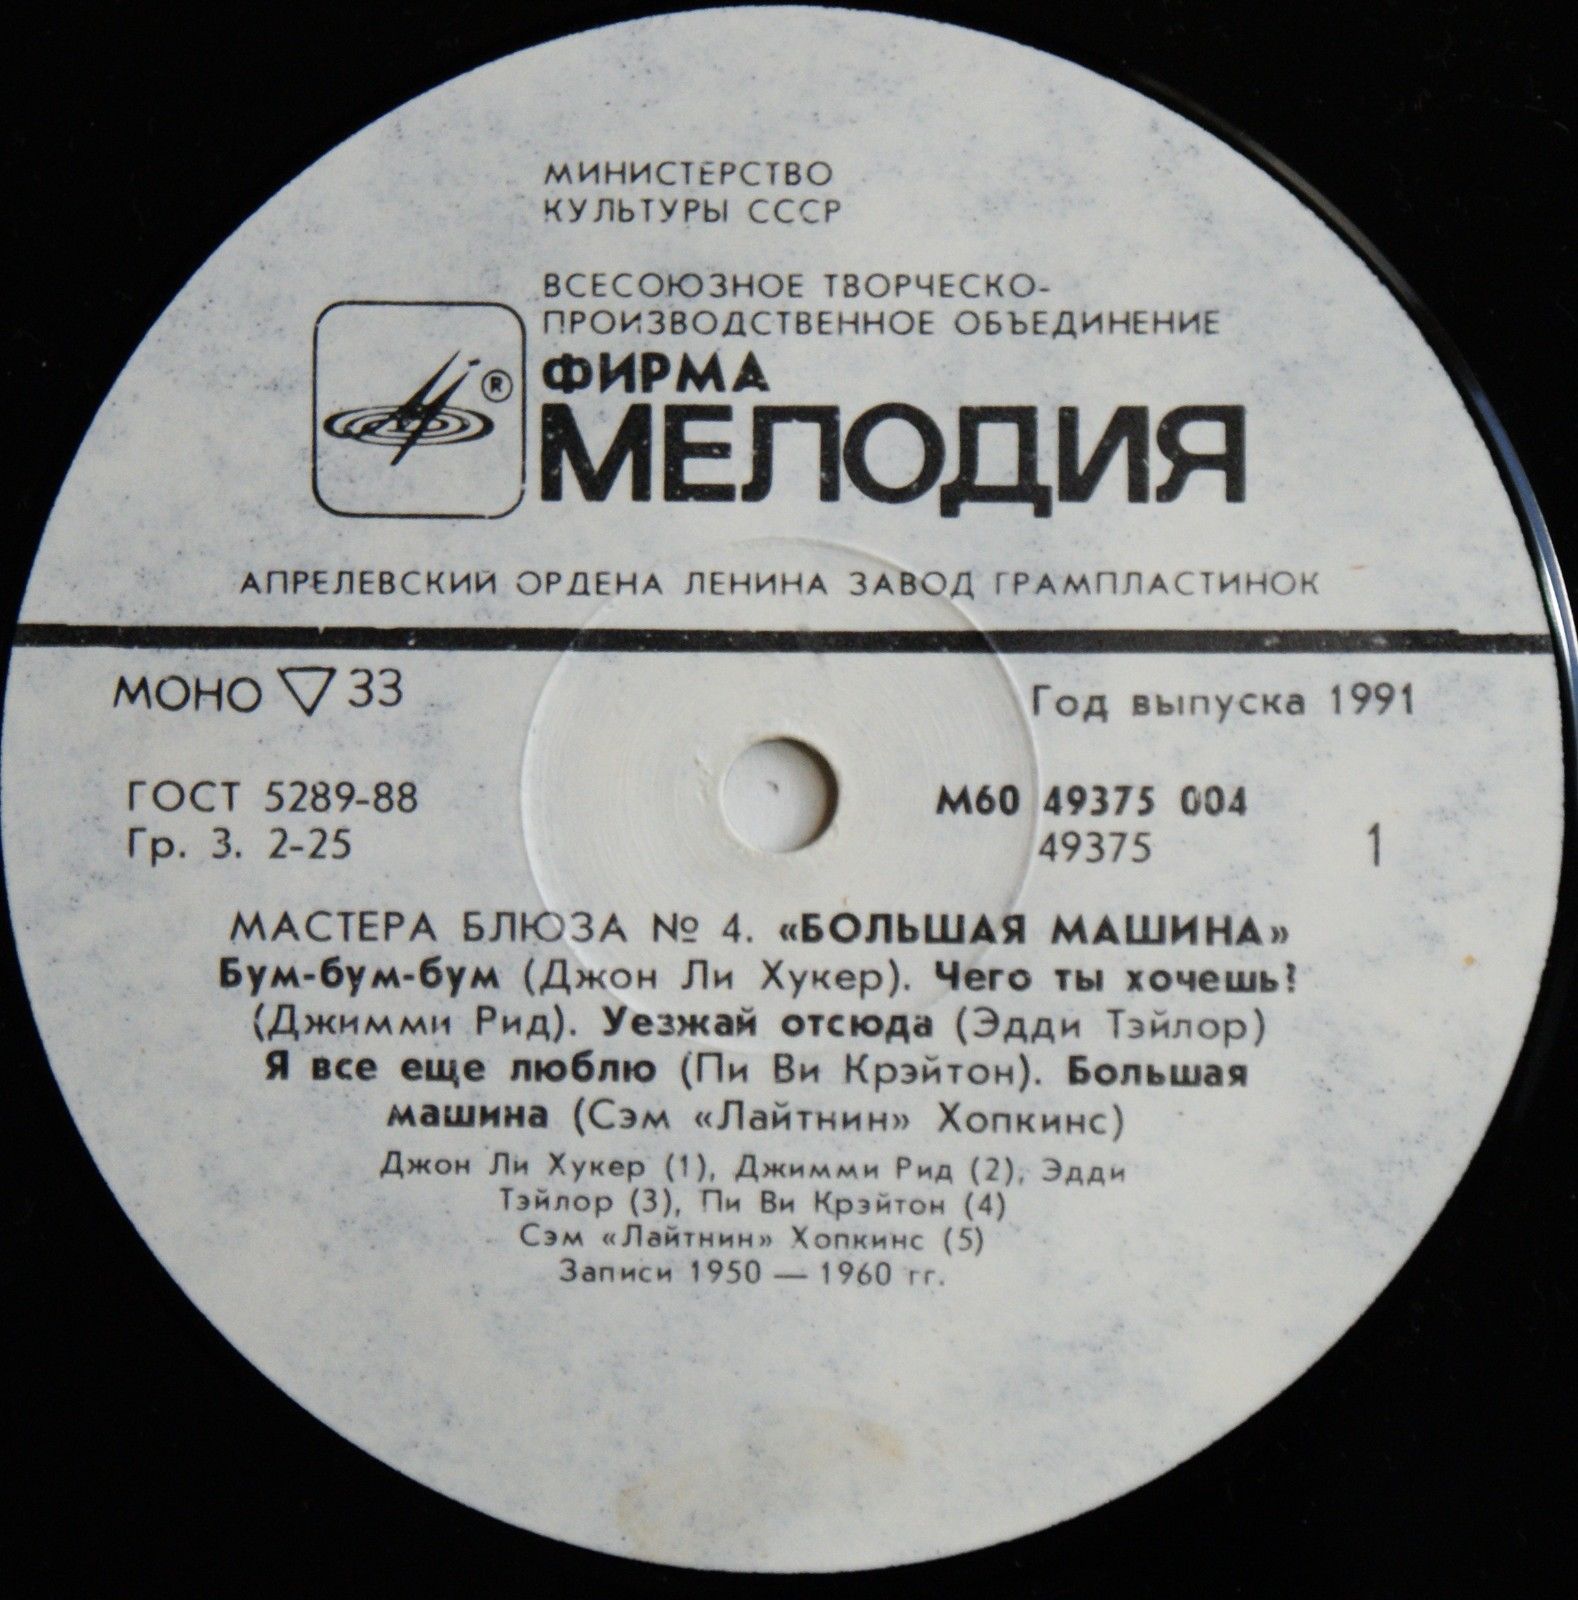 МИНИСТЕРСТВО
КУЛЬТУРЫ СССР
ВСЕСОЮЗНОЕ ТВОРЧЕСКО-
ПРОИЗВОДСТВЕННОЕ ОБЪЕДИНЕНИЕ
ФИРМА
®
МЕЛОДИЯ
АПРЕЛЕВСКИЙ ОРДЕНА ЛЕНИНА ЗАВОД ГРАМПЛАСТИНОК
МОНО ▽ 33
Год выпуска 1991
ГОСТ 5289-88
Гр. 3. 2-25
М60 49375 004
49375
1
МАСТЕРА БЛЮЗА № 4. «БОЛЬШАЯ МАШИНА»
Бум-бум-бум (Джон Ли Хукер). Чего ты хочешь?
(Джимми Рид). Уезжай отсюда (Эдди Тэйлор)
Я все еще люблю (Пи Ви Крэйтон). Большая
машина (Сэм «Лайтнин» Хопкинс)
Джон Ли Хукер (1), Джимми Рид (2), Эдди
Тэйлор (3), Пи Ви Крэйтон (4)
Сэм «Лайтнин» Хопкинс (5)
Записи 1950 — 1960 гг.